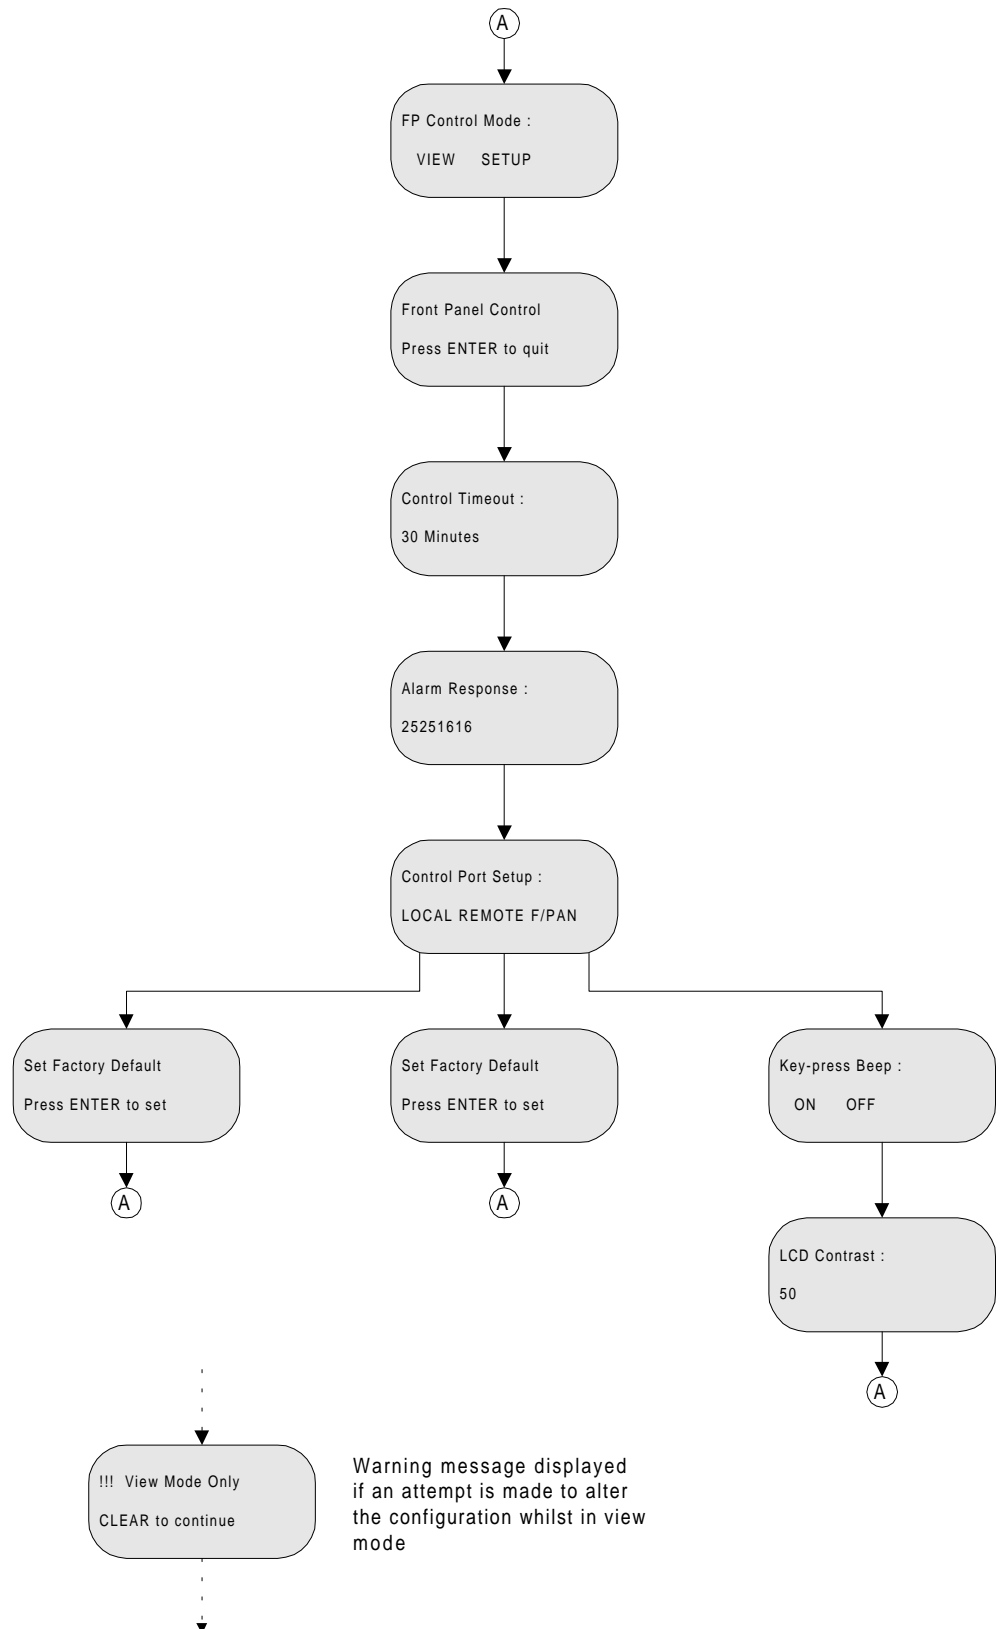 A
FP Control Mode :
VIEW SETUP
Front Panel Control
Press ENTER to quit
Control Timeout :
30 Minutes
Alarm Response :
25251616
Control Port Setup :
LOCAL REMOTE F/PAN
Set Factory Default
Press ENTER to set
A
Set Factory Default
Press ENTER to set
A
Key-press Beep :
ON OFF
LCD Contrast :
50
A
!!! View Mode Only
CLEAR to continue
Warning message displayed
if an attempt is made to alter
the configuration whilst in view
mode